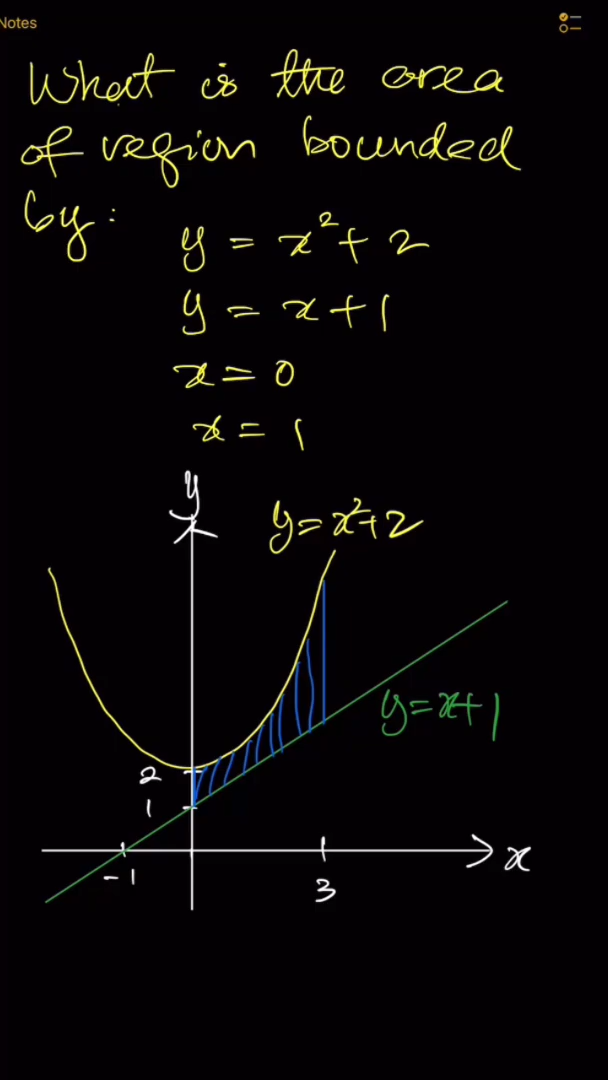 Notes
What is the area
of region bounded
by:
y = x² + 2
y = x + 1
x = 0
x = 1
y
y = x² + 2
y = x + 1
2
1
-1
3
x